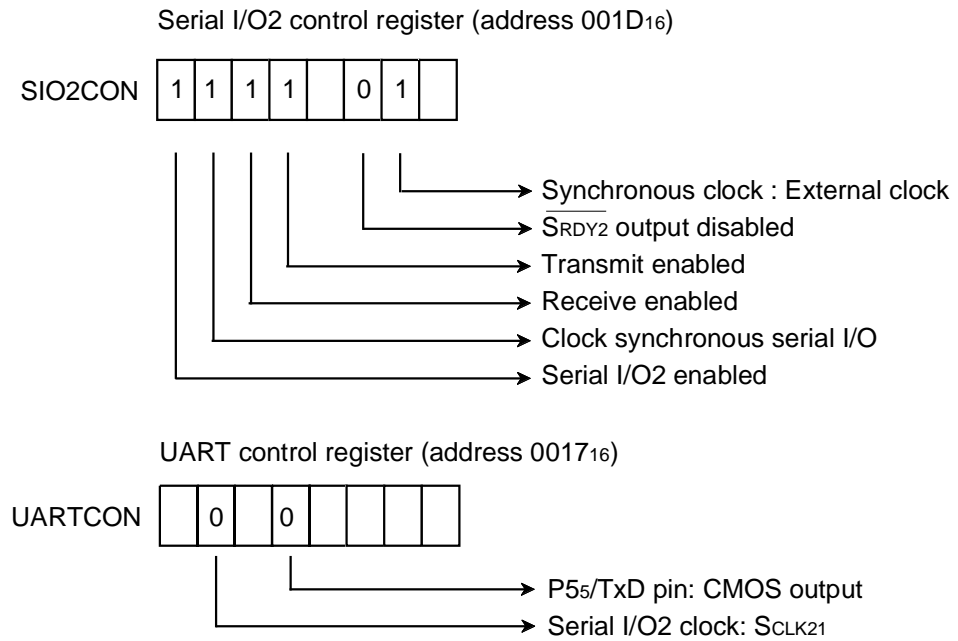 Serial I/O2 control register (address 001D16)
SIO2CON 1 1 1 1 0 1
Synchronous clock : External clock
SRDY2 output disabled
Transmit enabled
Receive enabled
Clock synchronous serial I/O
Serial I/O2 enabled
UART control register (address 001716)
UARTCON 0 0
P55/TxD pin: CMOS output
Serial I/O2 clock: SCLK21